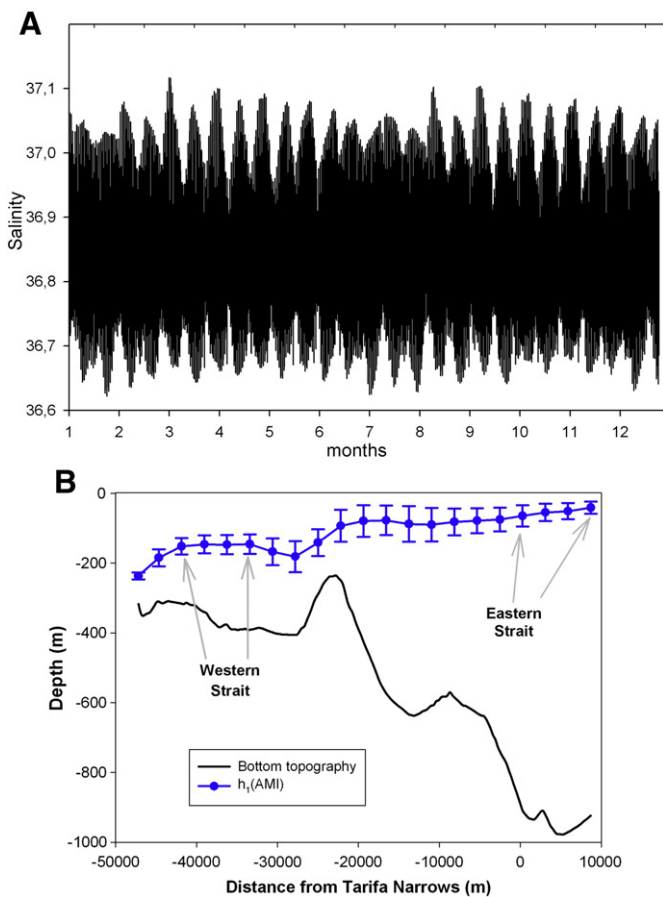 A
Salinity
37,1
37,0
36,9
36,8
36,7
36,6
1 2 3 4 5 6 7 8 9 10 11 12
months
B
Depth (m)
0
-200
-400
-600
-800
-1000
Western
Strait
Eastern
Strait
Bottom topography
h₁(AMI)
-50000 -40000 -30000 -20000 -10000 0 10000
Distance from Tarifa Narrows (m)